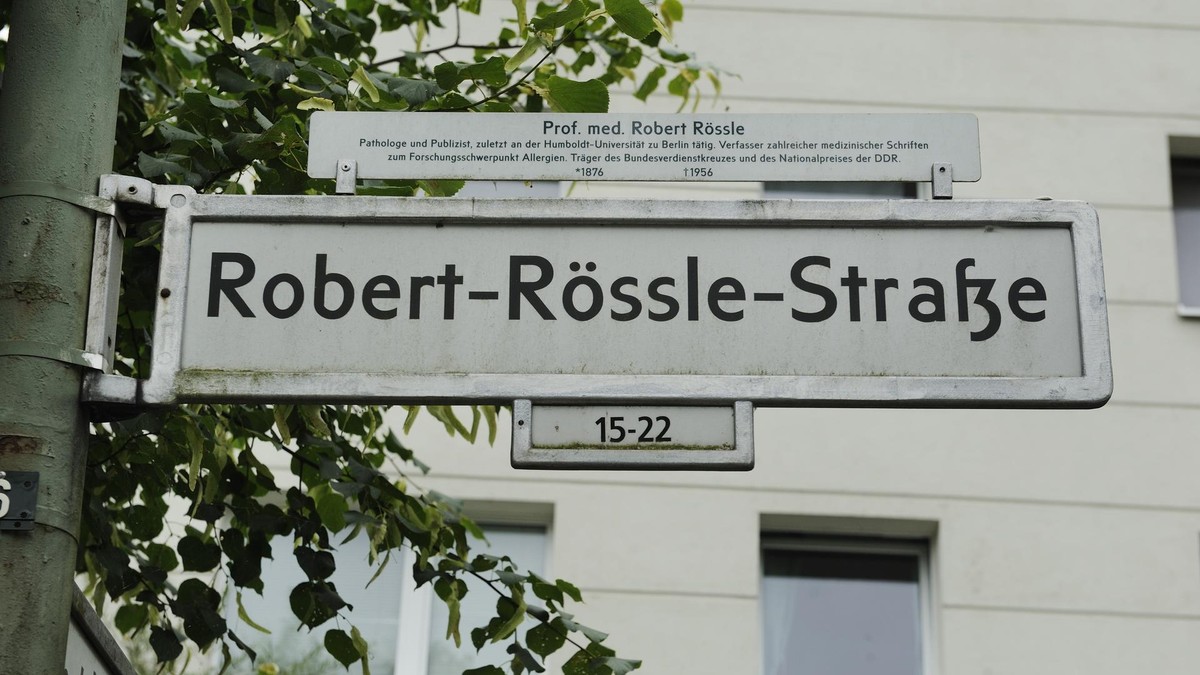 Prof. med. Robert Rössle
Pathologe und Publizist, zuletzt an der Humboldt-Universität zu Berlin tätig. Verfasser zahlreicher medizinischer Schriften
zum Forschungsschwerpunkt Allergien. Träger des Bundesverdienstkreuzes und des Nationalpreises der DDR.
*1876 †1956
Robert-Rössle-Straße
15-22
6